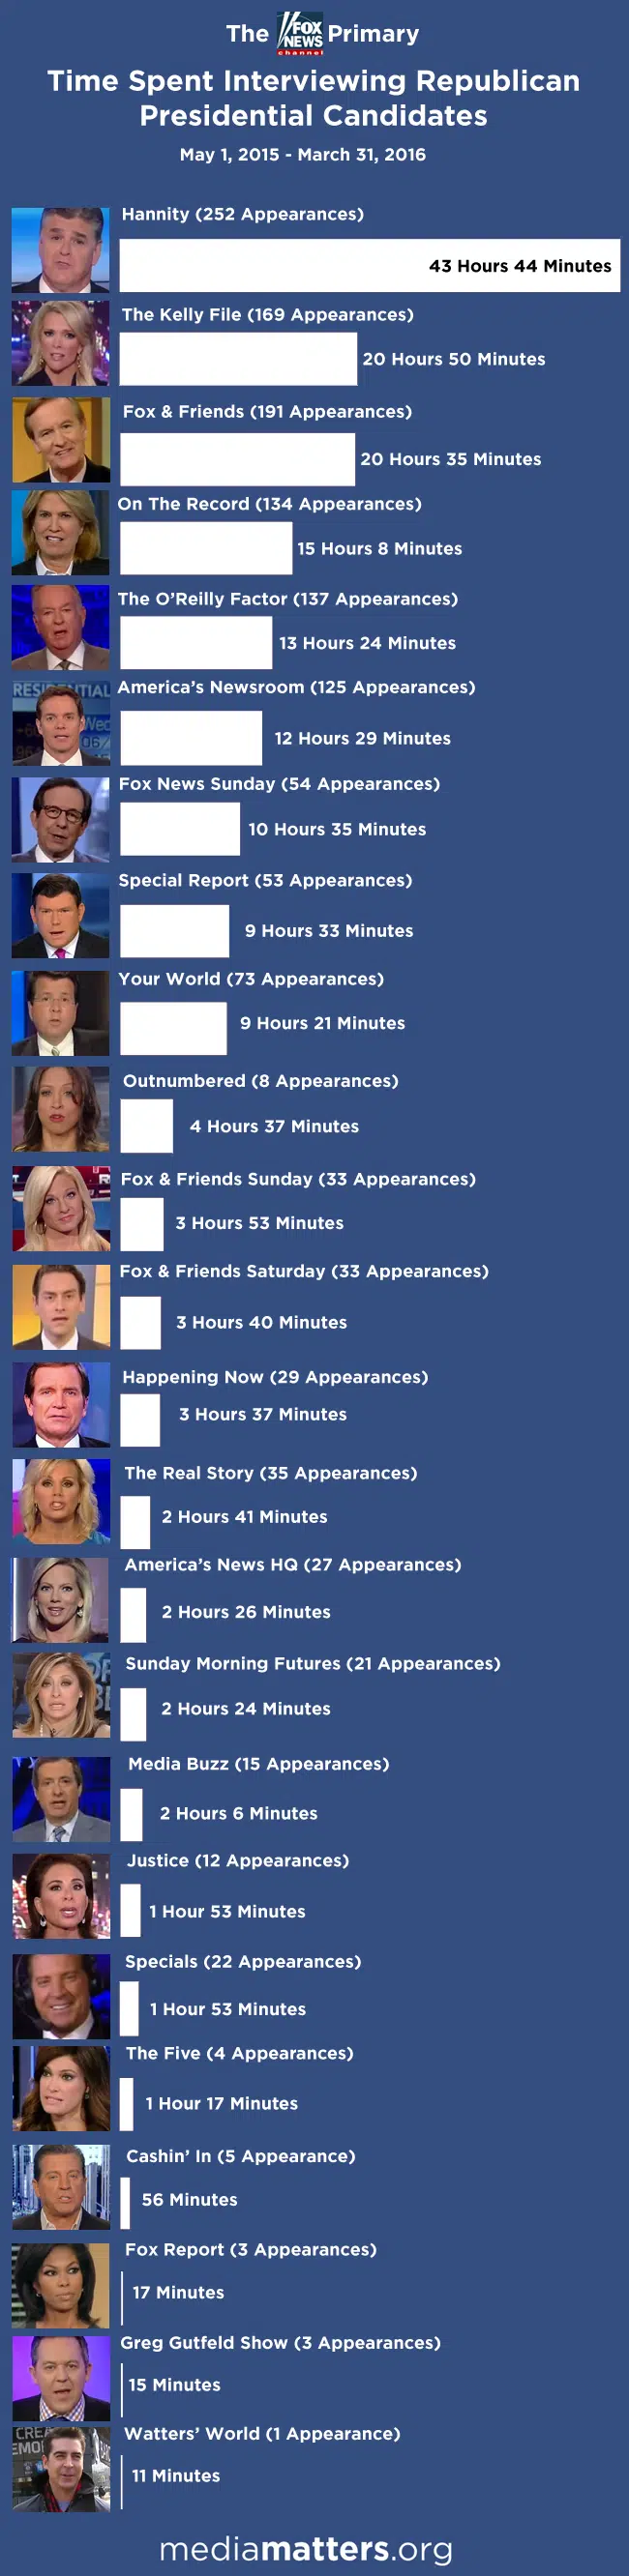 The FOX NEWS channel Primary
Time Spent Interviewing Republican
Presidential Candidates
May 1, 2015 - March 31, 2016
Hannity (252 Appearances)
43 Hours 44 Minutes
The Kelly File (169 Appearances)
20 Hours 50 Minutes
Fox & Friends (191 Appearances)
20 Hours 35 Minutes
On The Record (134 Appearances)
15 Hours 8 Minutes
The O’Reilly Factor (137 Appearances)
13 Hours 24 Minutes
RESIDENTIAL
America’s Newsroom (125 Appearances)
12 Hours 29 Minutes
Fox News Sunday (54 Appearances)
10 Hours 35 Minutes
Special Report (53 Appearances)
9 Hours 33 Minutes
Your World (73 Appearances)
9 Hours 21 Minutes
Outnumbered (8 Appearances)
4 Hours 37 Minutes
Fox & Friends Sunday (33 Appearances)
3 Hours 53 Minutes
Fox & Friends Saturday (33 Appearances)
3 Hours 40 Minutes
Happening Now (29 Appearances)
3 Hours 37 Minutes
The Real Story (35 Appearances)
2 Hours 41 Minutes
America’s News HQ (27 Appearances)
2 Hours 26 Minutes
Sunday Morning Futures (21 Appearances)
2 Hours 24 Minutes
Media Buzz (15 Appearances)
2 Hours 6 Minutes
Justice (12 Appearances)
1 Hour 53 Minutes
Specials (22 Appearances)
1 Hour 53 Minutes
The Five (4 Appearances)
1 Hour 17 Minutes
Cashin’ In (5 Appearance)
56 Minutes
Fox Report (3 Appearances)
17 Minutes
Greg Gutfeld Show (3 Appearances)
15 Minutes
Watters’ World (1 Appearance)
11 Minutes
mediamatters.org